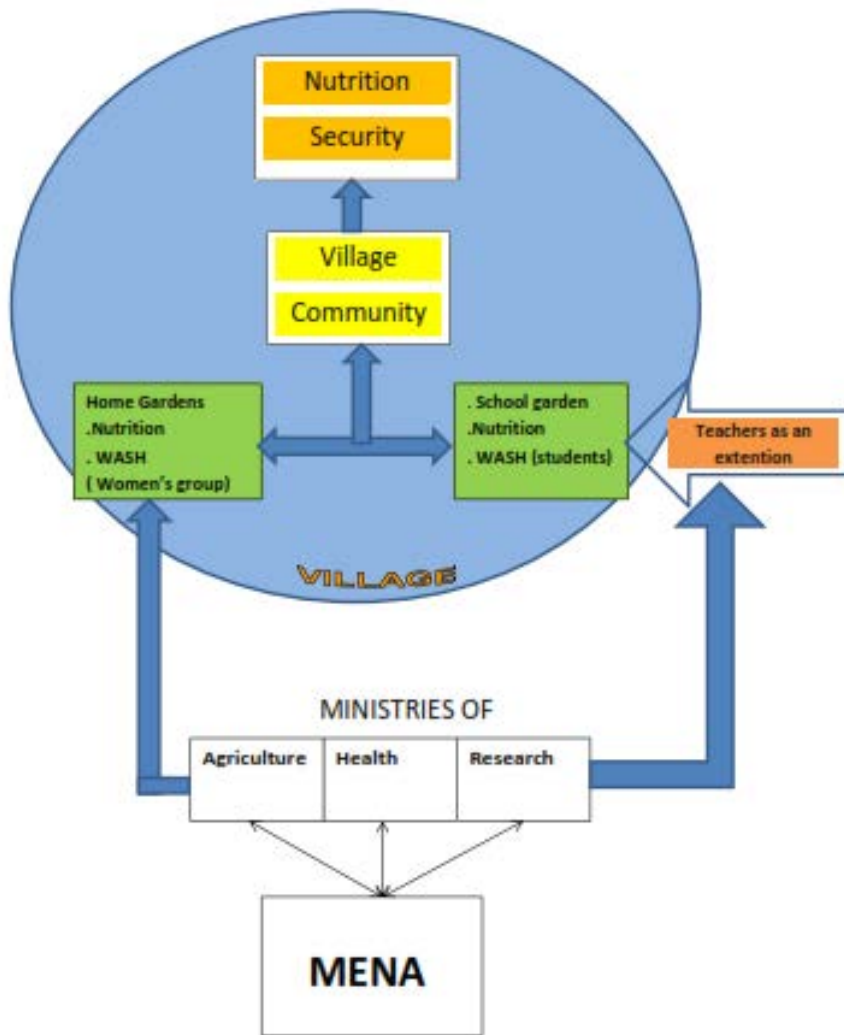 Nutrition
Security
Village
Community
Home Gardens
.Nutrition
. WASH
( Women's group)
. School garden
.Nutrition
. WASH (students)
Teachers as an
extention
VILLAGE
MINISTRIES OF
Agriculture
Health
Research
MENA